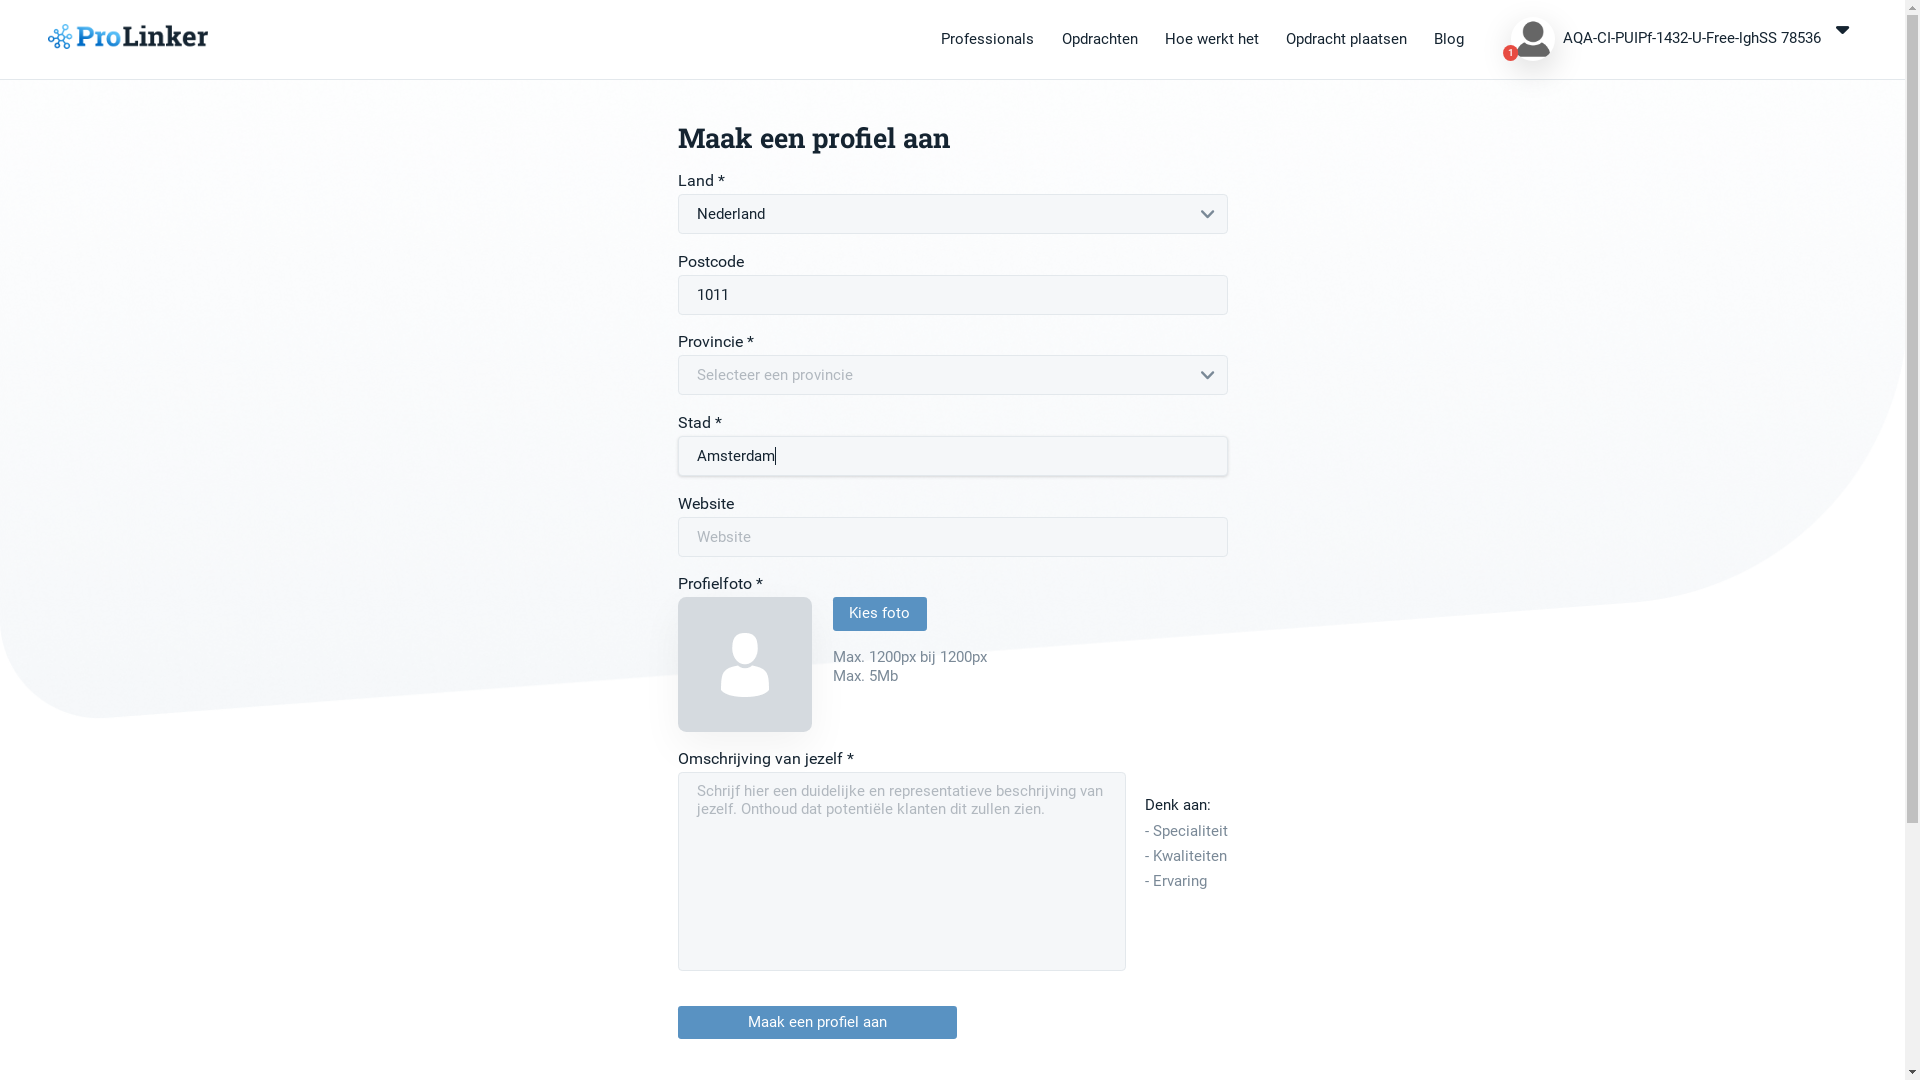 ProLinker
Professionals
Opdrachten
Hoe werkt het
Opdracht plaatsen
Blog
1
AQA-CI-PUIPf-1432-U-Free-lghSS 78536
Maak een profiel aan
Land *
Nederland
Postcode
1011
Provincie *
Selecteer een provincie
Stad *
Amsterdam
Website
Website
Profielfoto *
Kies foto
Max. 1200px bij 1200px
Max. 5Mb
Omschrijving van jezelf *
Schrijf hier een duidelijke en representatieve beschrijving van
jezelf. Onthoud dat potentiële klanten dit zullen zien.
Denk aan:
- Specialiteit
- Kwaliteiten
- Ervaring
Maak een profiel aan